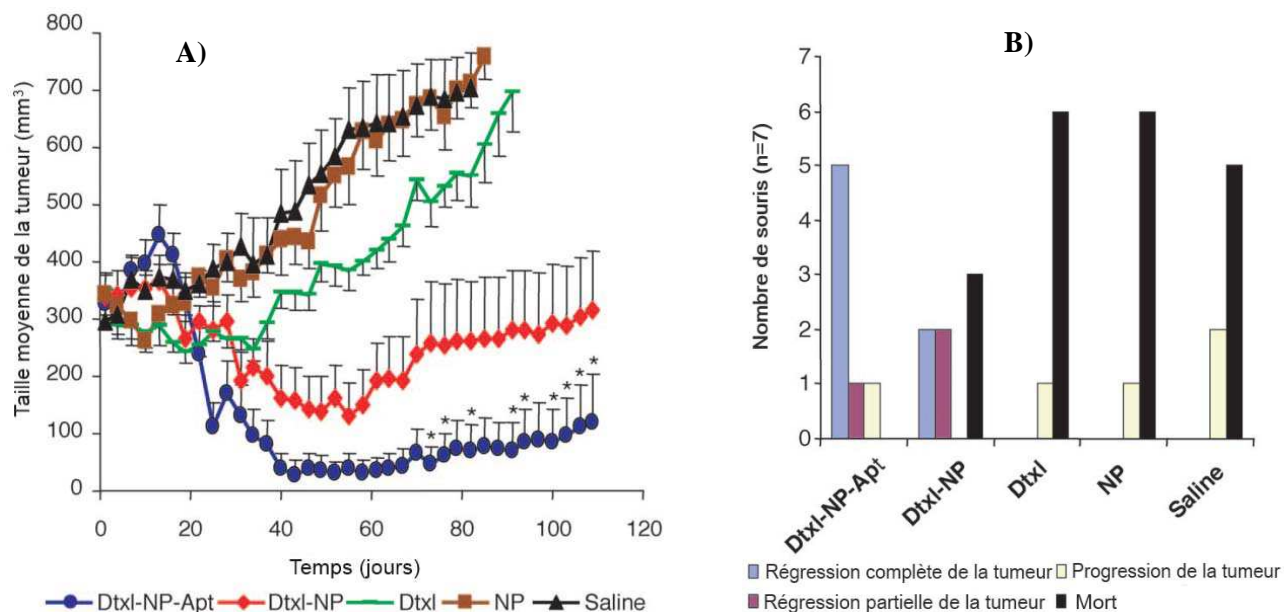 A)
Taille moyenne de la tumeur (mm³)
800
700
600
500
400
300
200
100
0
0 20 40 60 80 100 120
* * * * * * * * *
Temps (jours)
Dtxl-NP-Apt Dtxl-NP Dtxl NP Saline
B)
Nombre de souris (n=7)
7
6
5
4
3
2
1
0
Dtxl-NP-Apt
Dtxl-NP
Dtxl
NP
Saline
Régression complète de la tumeur Progression de la tumeur
Régression partielle de la tumeur Mort